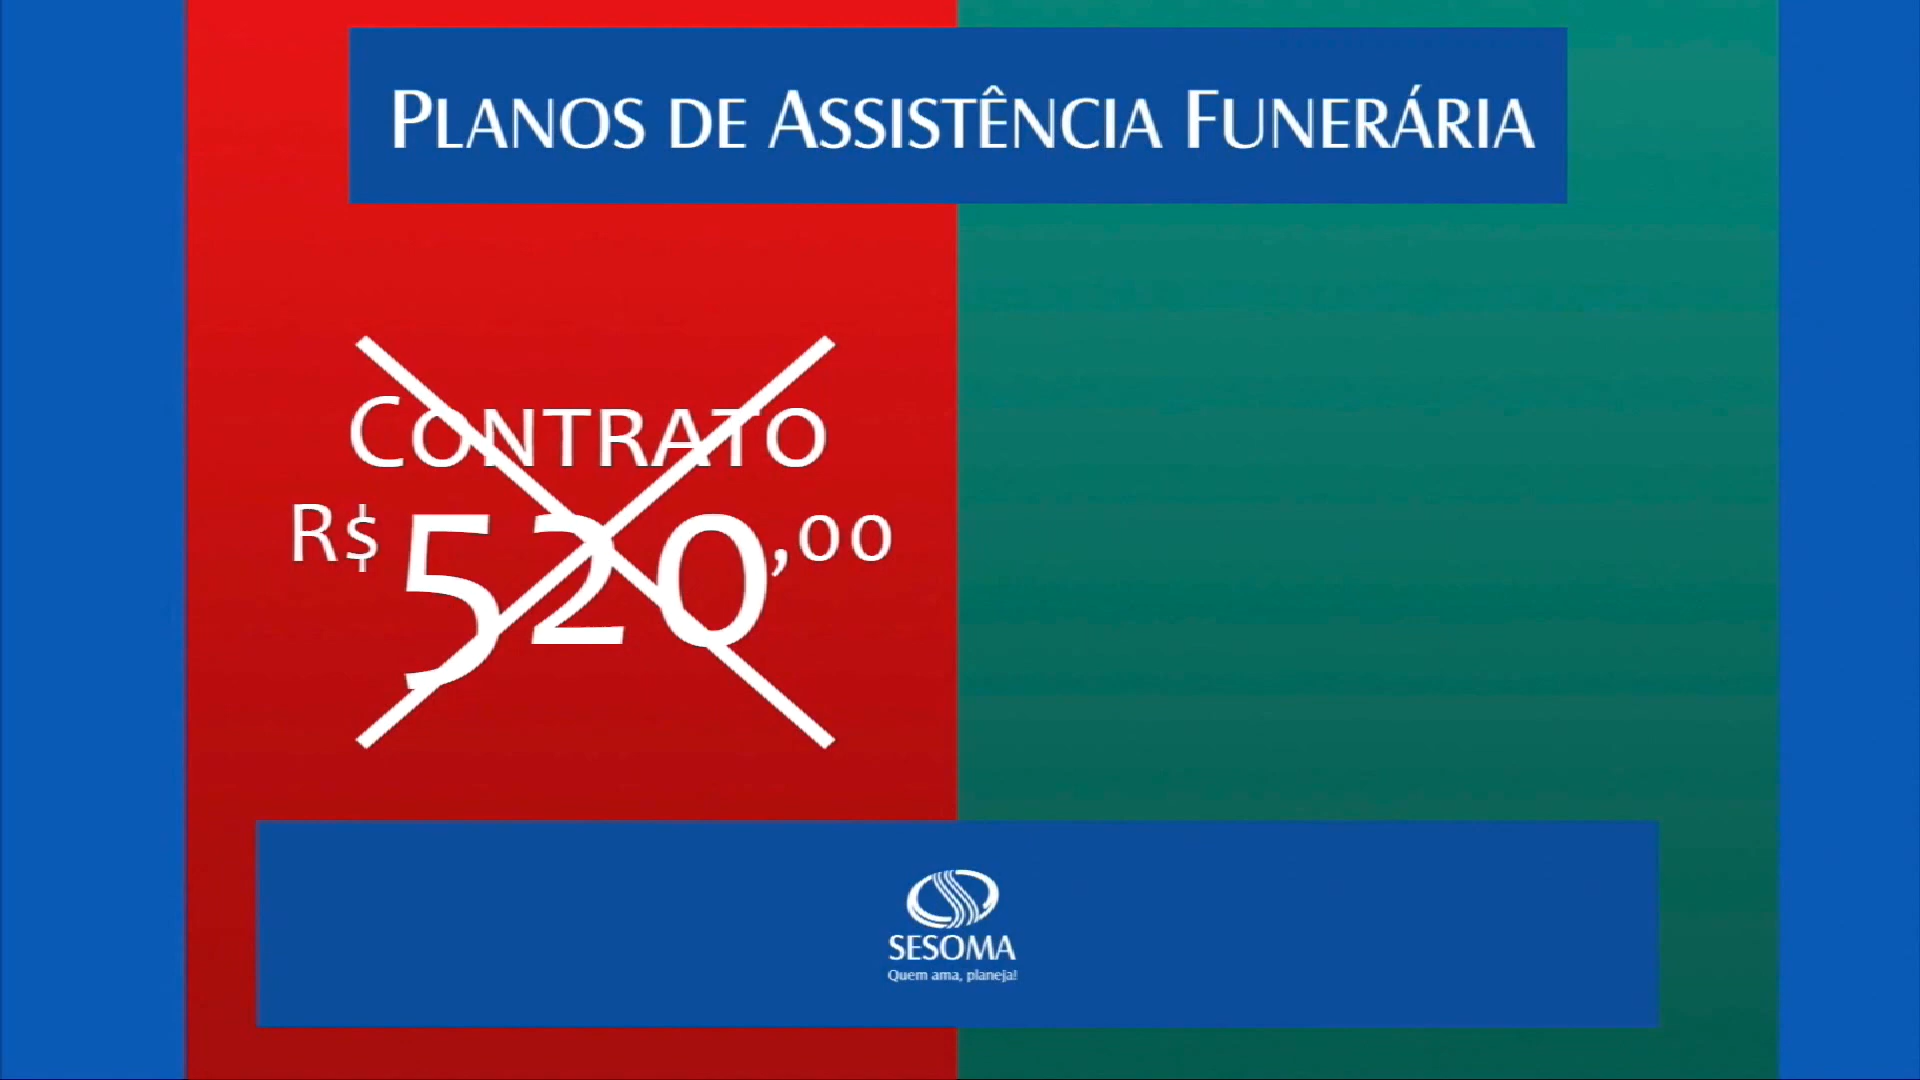 PLANOS DE ASSISTÊNCIA FUNERÁRIA
CONTRATO
R$ 520,00
SESOMA
Quem ama, planeja!